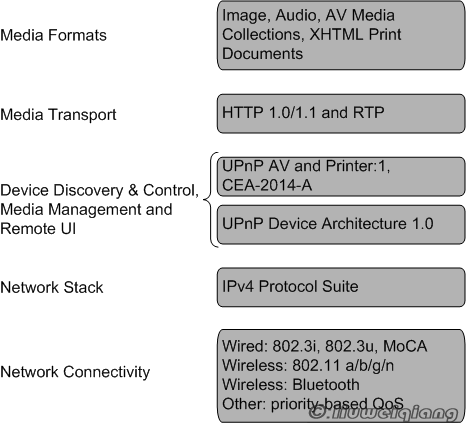 Media Formats
Image, Audio, AV Media
Collections, XHTML Print
Documents
Media Transport
HTTP 1.0/1.1 and RTP
Device Discovery & Control,
Media Management and
Remote UI
UPnP AV and Printer:1,
CEA-2014-A
UPnP Device Architecture 1.0
Network Stack
IPv4 Protocol Suite
Network Connectivity
Wired: 802.3i, 802.3u, MoCA
Wireless: 802.11 a/b/g/n
Wireless: Bluetooth
Other: priority-based QoS
©.liuweiqiang